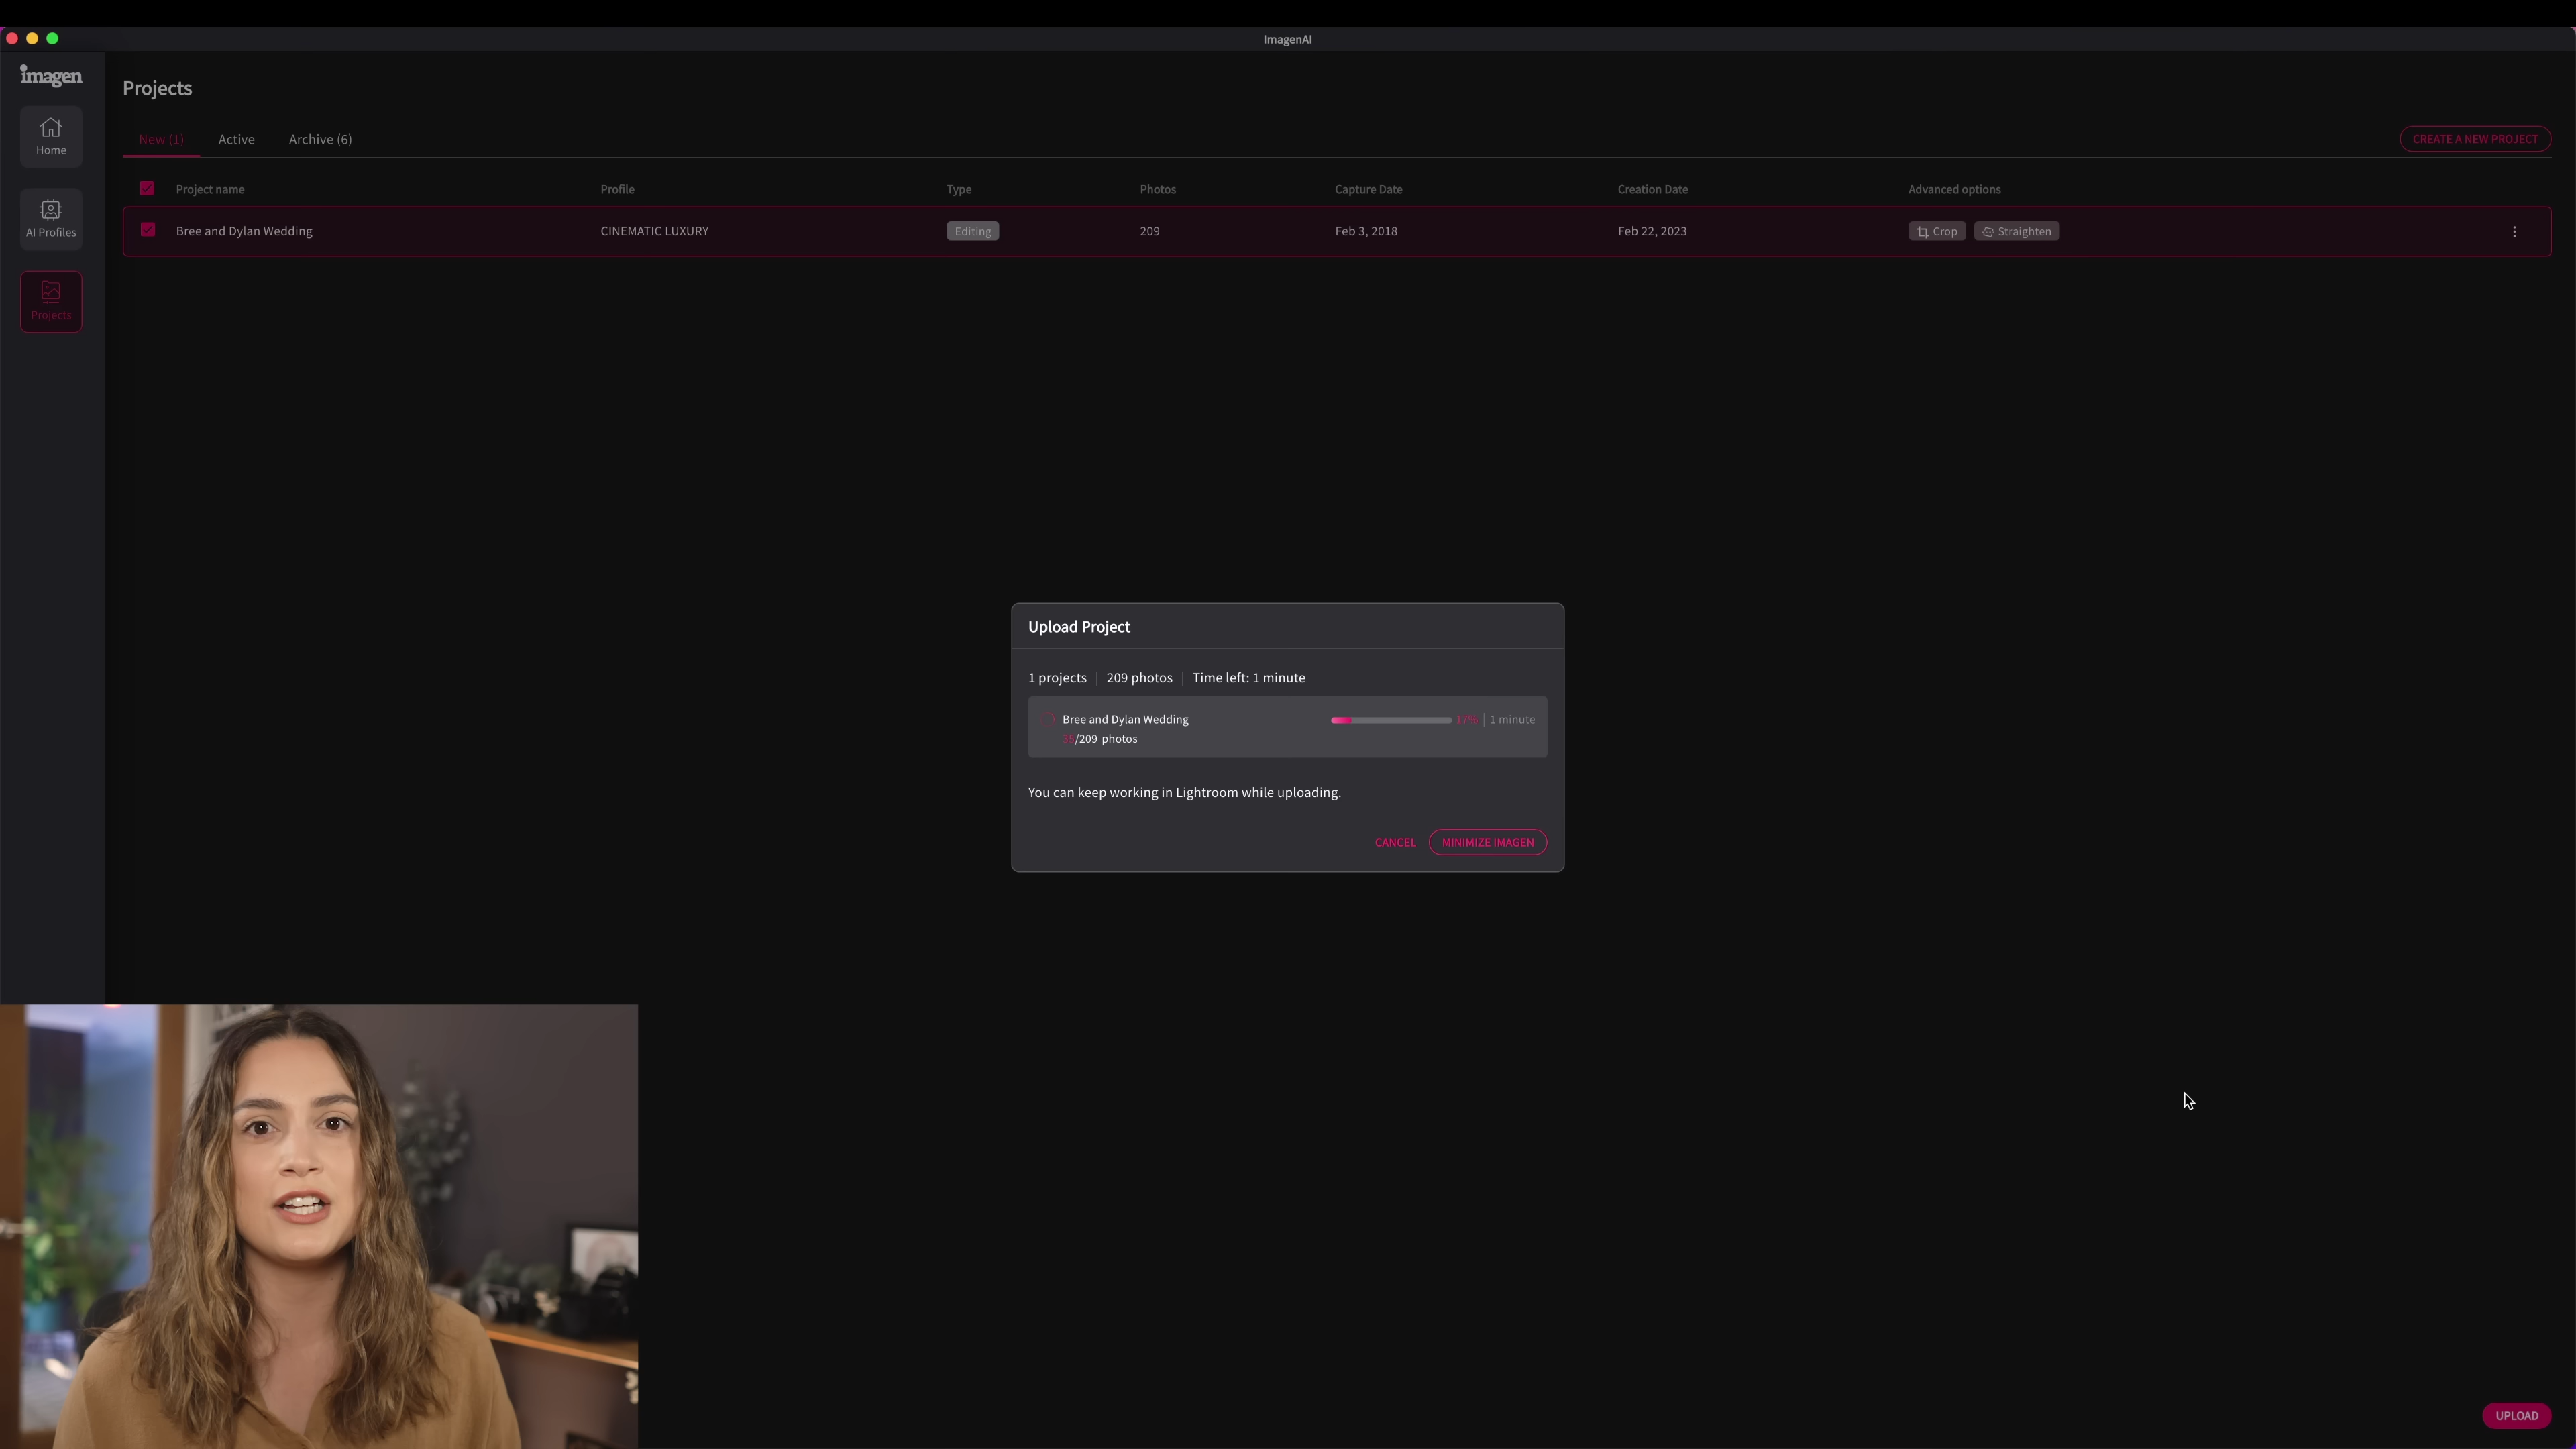 ImagenAI
imagen
Home
AI Profiles
Projects
Projects
New (1) Active Archive (6) CREATE A NEW PROJECT
Project name Profile Type Photos Capture Date Creation Date Advanced options
Bree and Dylan Wedding CINEMATIC LUXURY Editing 209 Feb 3, 2018 Feb 22, 2023 Crop Straighten
Upload Project
1 projects | 209 photos | Time left: 1 minute
Bree and Dylan Wedding 17% | 1 minute
35/209 photos
You can keep working in Lightroom while uploading.
CANCEL MINIMIZE IMAGEN
UPLOAD